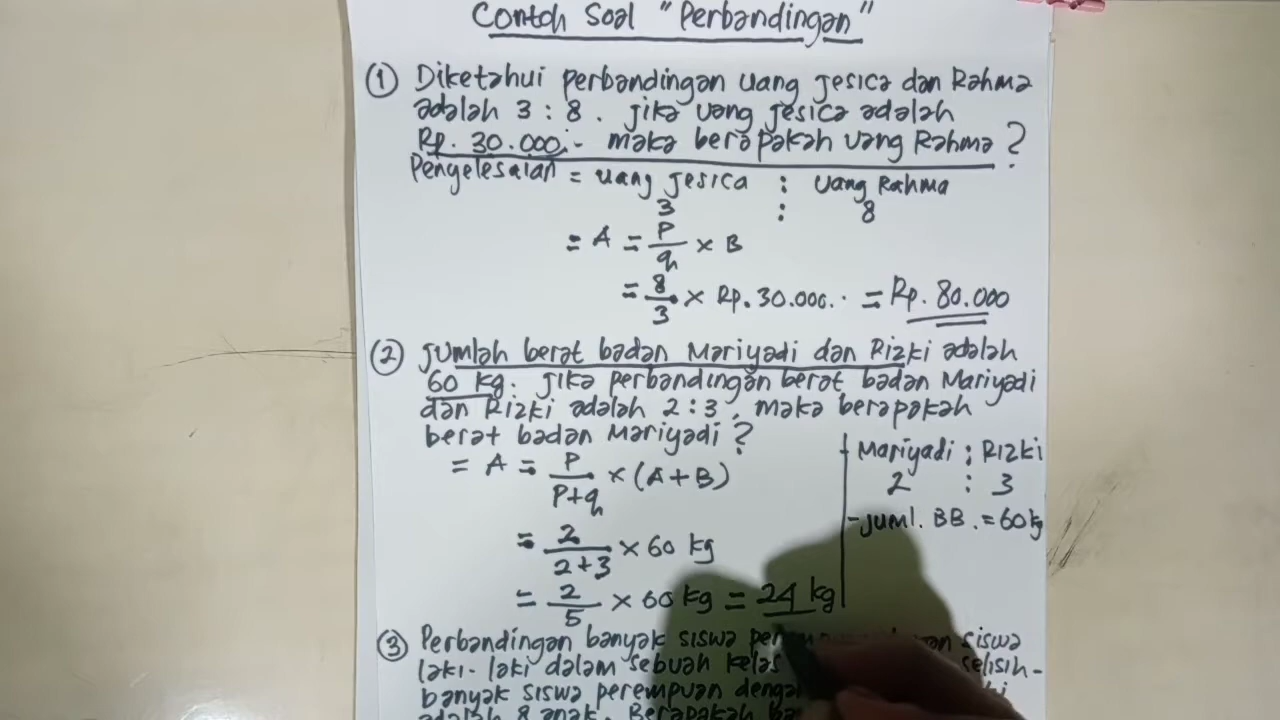 Contoh Soal "Perbandingan"
① Diketahui perbandingan uang Jesica dan Rahma
adalah 3 : 8 . Jika uang Jesica adalah
Rp. 30.000,- maka berapakah uang Rahma ?
Penyelesaian = uang Jesica : uang Rahma
3 : 8
= A = P/q × B
= 8/3 × Rp. 30.000.- = Rp. 80.000
② Jumlah berat badan Mariyadi dan Rizki adalah
60 kg. Jika perbandingan berat badan Mariyadi
dan Rizki adalah 2 : 3 , maka berapakah
berat badan Mariyadi ?
= A = P/P+q × (A + B)
= 2/2+3 × 60 kg
= 2/5 × 60 kg = 24 kg
Mariyadi : Rizki
2 : 3
- Juml. BB. = 60 kg
③ Perbandingan banyak siswa siswa
laki - laki dalam sebuah kelas selisih -
banyak siswa perempuan
adalah 8 anak. Berapakah